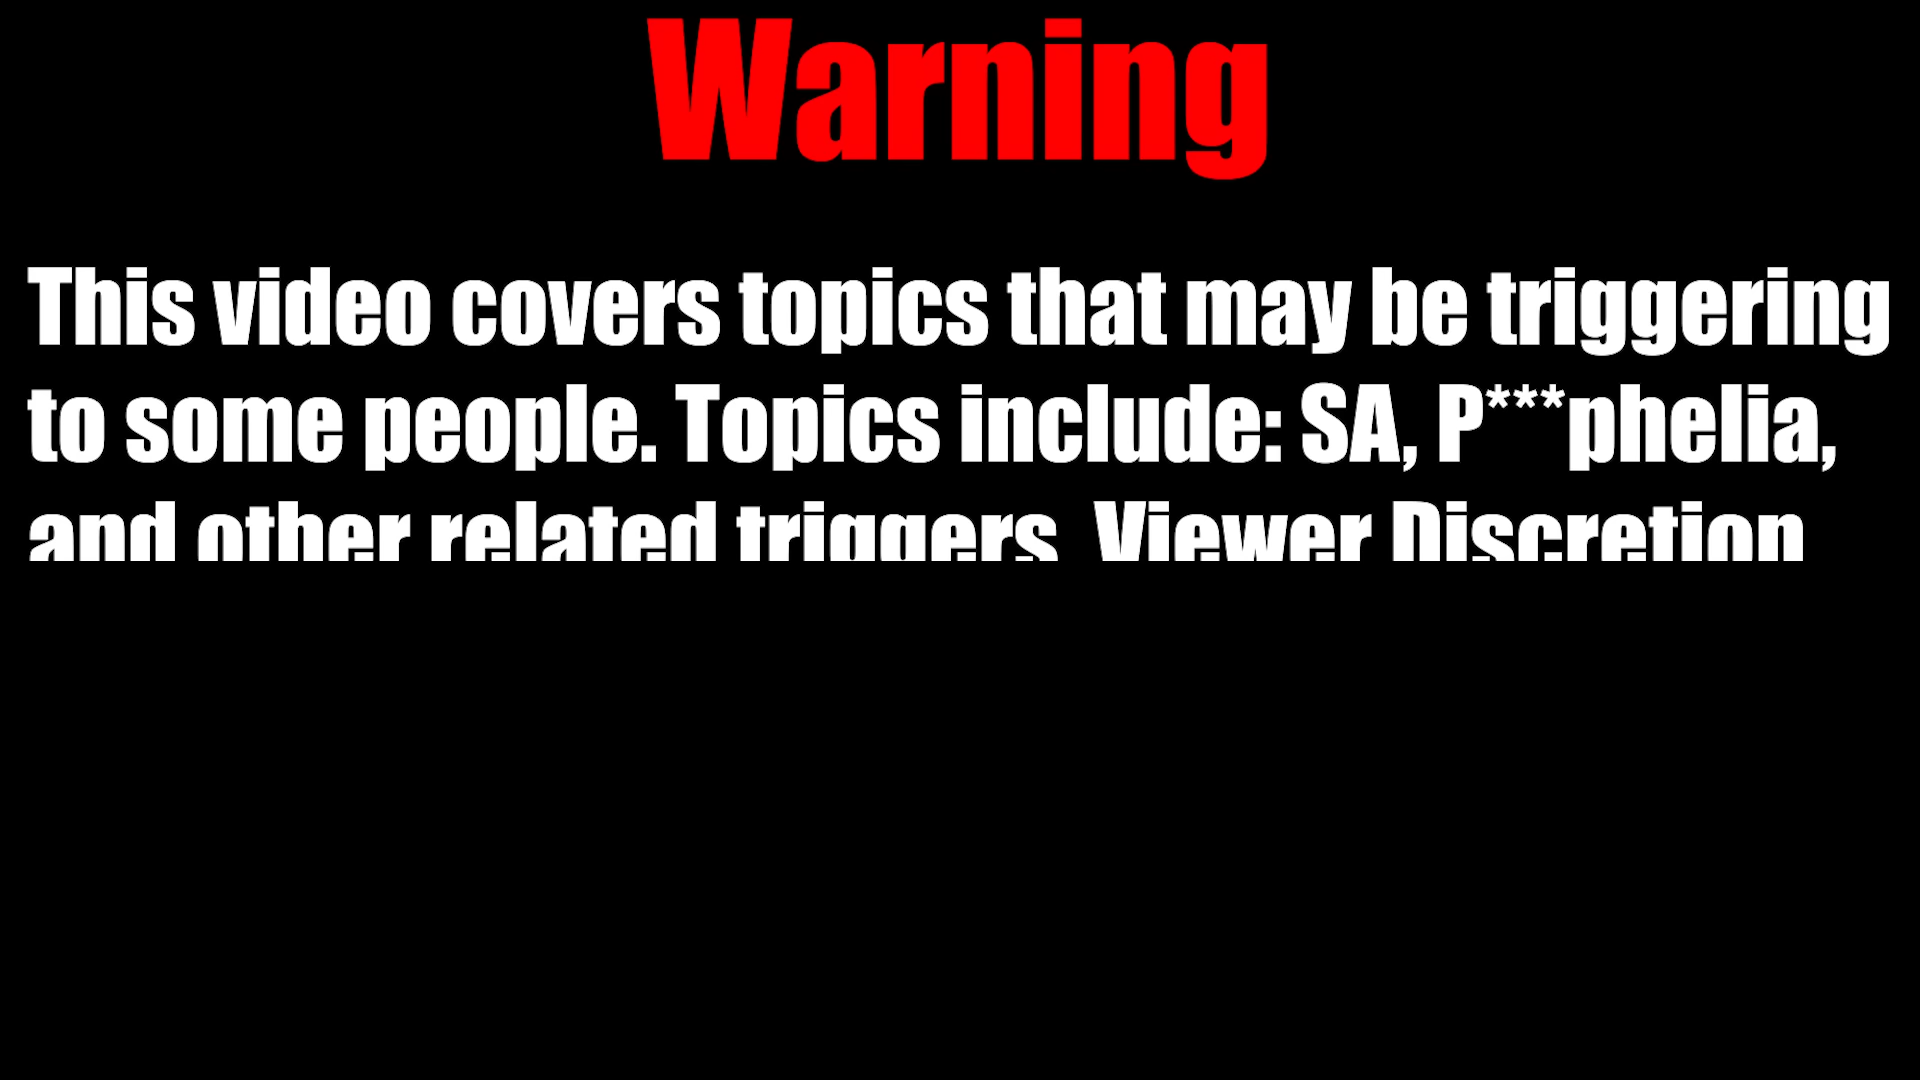 Warning
This video covers topics that may be triggering
to some people. Topics include: SA, P***phelia,
and other related triggers. Viewer Discretion